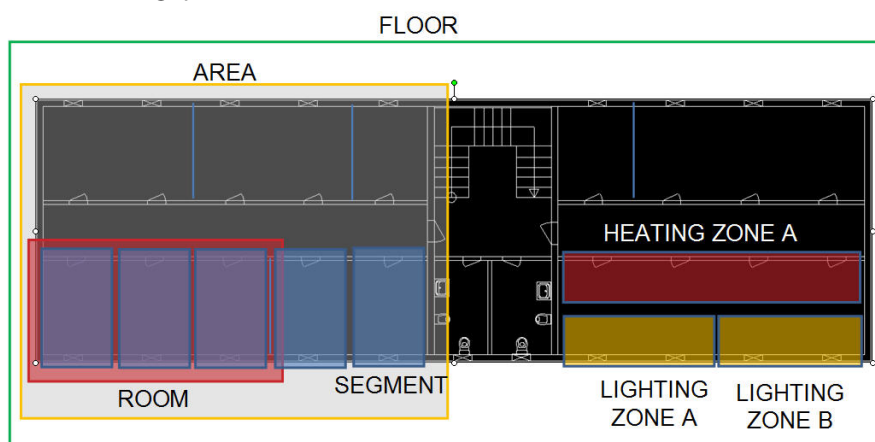 FLOOR
AREA
HEATING ZONE A
ROOM
SEGMENT
LIGHTING
ZONE A
LIGHTING
ZONE B